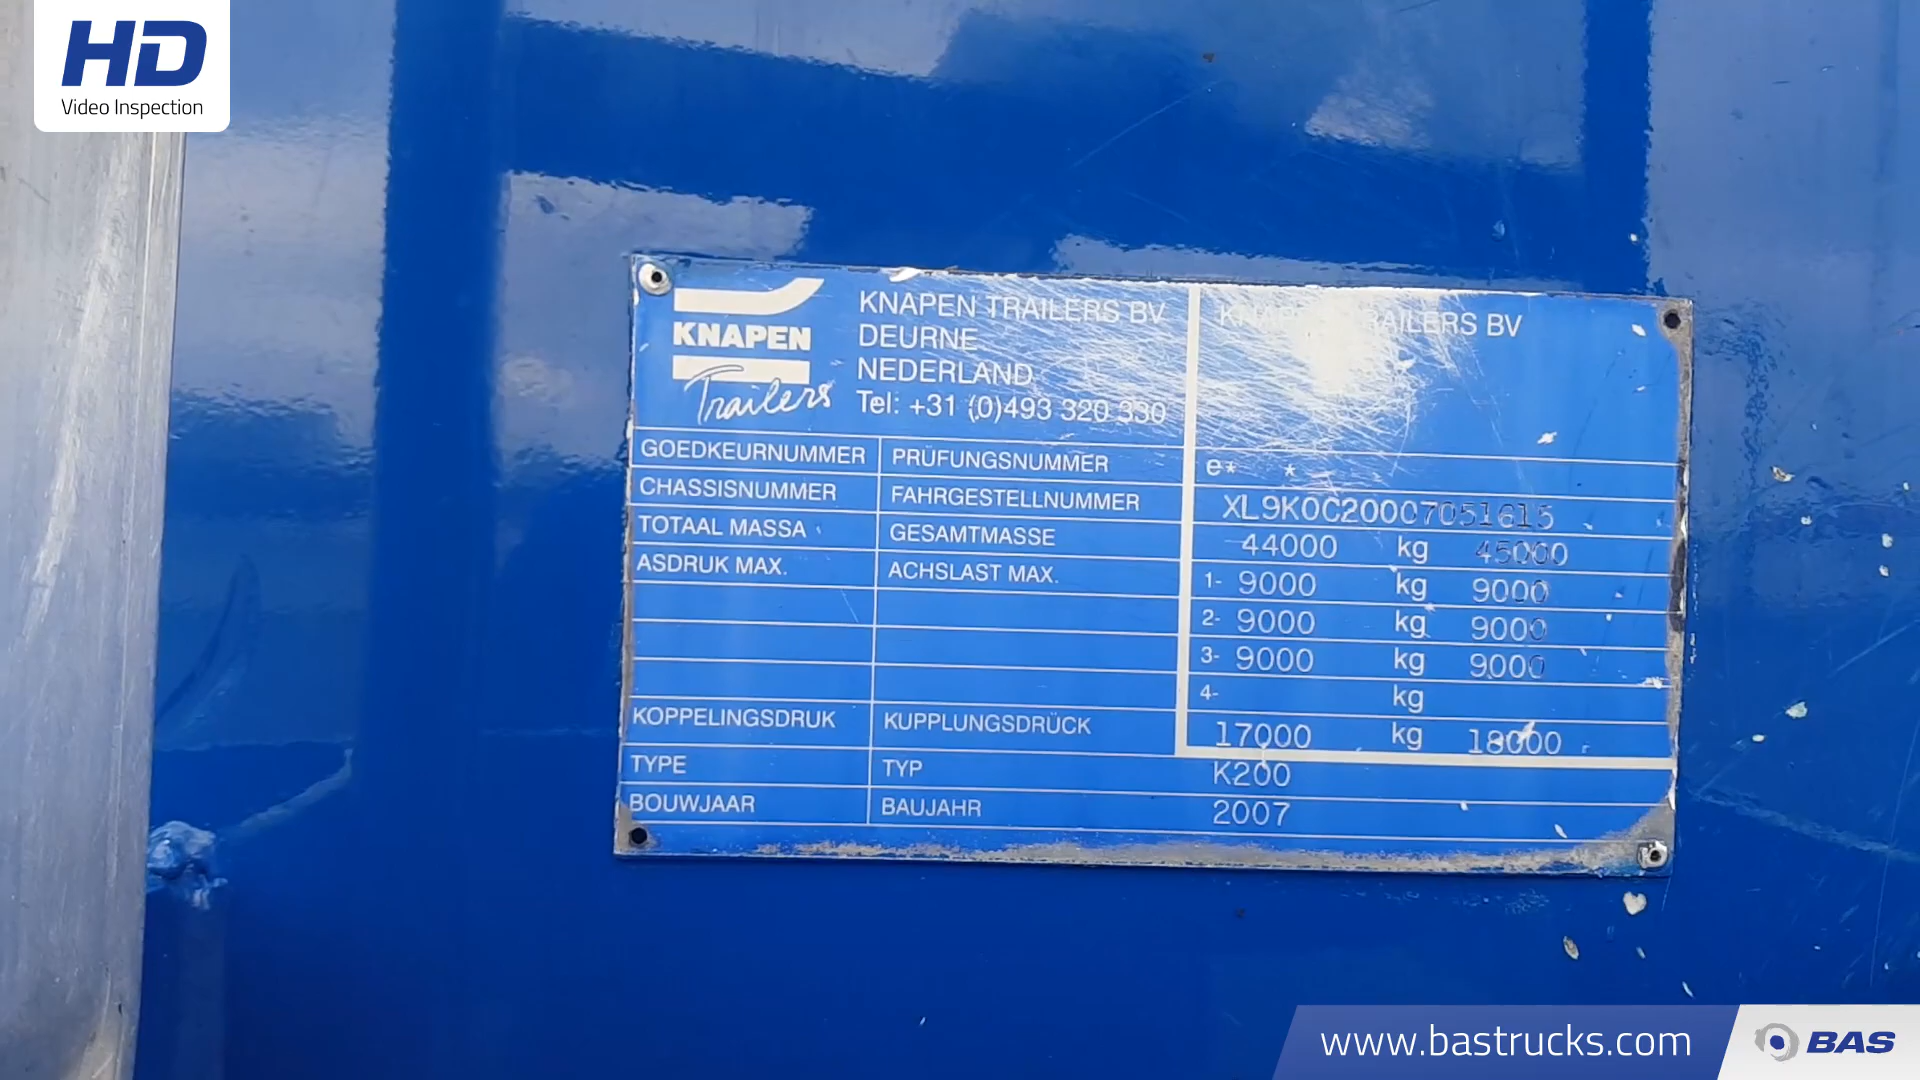 HD
Video Inspection
KNAPEN
Trailers
KNAPEN TRAILERS BV
DEURNE
NEDERLAND
Tel: +31 (0)493 320 330
KNAPEN TRAILERS BV
GOEDKEURNUMMER PRÜFUNGSNUMMER e* *
CHASSISNUMMER FAHRGESTELLNUMMER XL9K0C20007051615
TOTAAL MASSA GESAMTMASSE 44000 kg 45000
ASDRUK MAX. ACHSLAST MAX. 1- 9000 kg 9000
2- 9000 kg 9000
3- 9000 kg 9000
4- kg
KOPPELINGSDRUK KUPPLUNGSDRÜCK 17000 kg 18000
TYPE TYP K200
BOUWJAAR BAUJAHR 2007
www.bastrucks.com
BAS